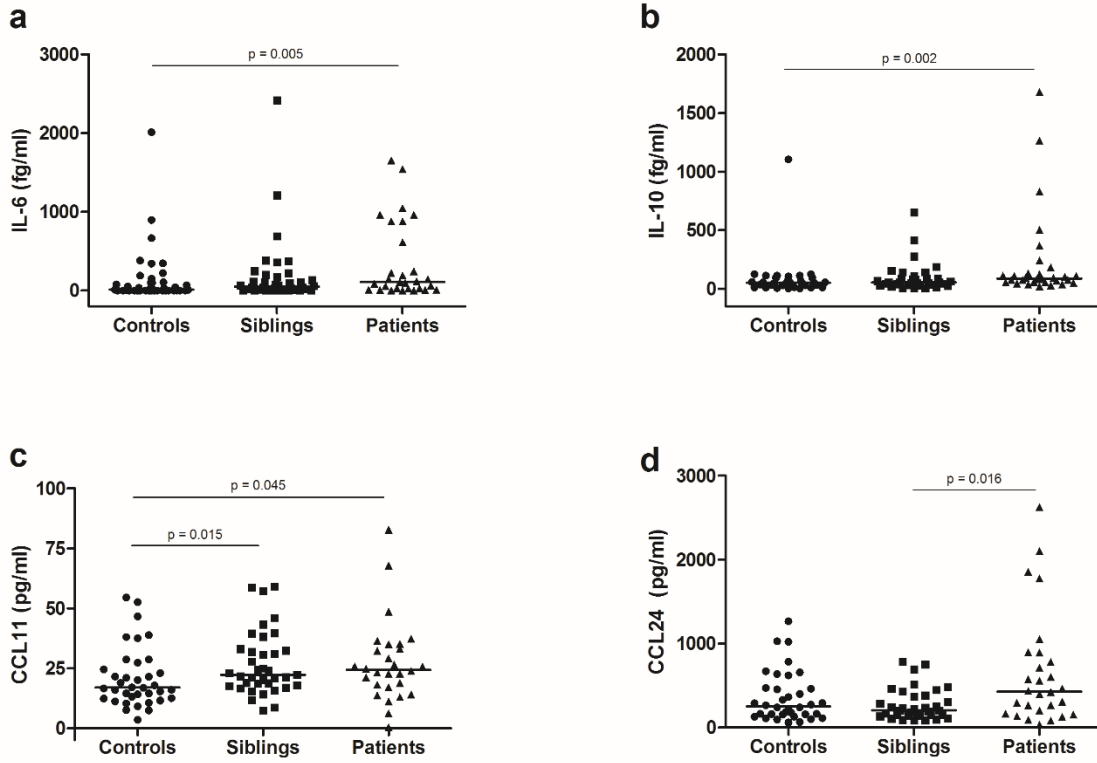 a
p = 0.005
IL-6 (fg/ml)
3000
2000
1000
0
Controls Siblings Patients
b
p = 0.002
IL-10 (fg/ml)
2000
1500
1000
500
0
Controls Siblings Patients
c
p = 0.045
p = 0.015
CCL11 (pg/ml)
100
75
50
25
0
Controls Siblings Patients
d
p = 0.016
CCL24 (pg/ml)
3000
2000
1000
0
Controls Siblings Patients